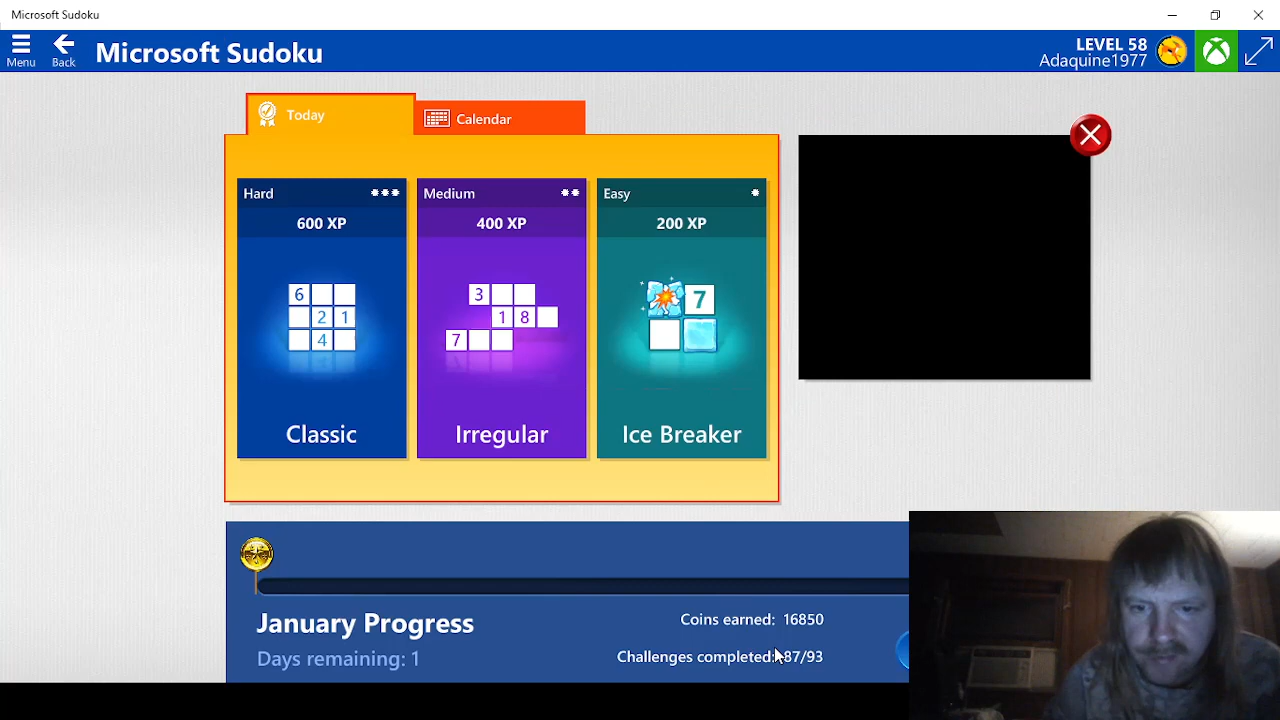 Microsoft Sudoku
Menu
Back
Microsoft Sudoku
LEVEL 58
Adaquine1977
Today
Calendar
Hard
600 XP
6
2 1
4
Classic
Medium
400 XP
3
1 8
7
Irregular
Easy
200 XP
7
Ice Breaker
January Progress
Days remaining: 1
Coins earned: 16850
Challenges completed: 87/93